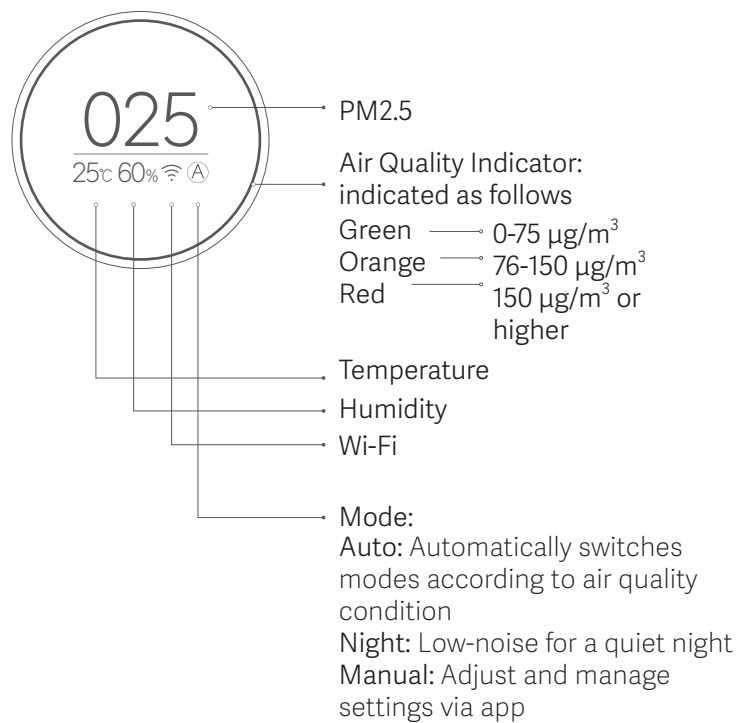 025
25℃ 60% Ⓐ
PM2.5
Air Quality Indicator:
indicated as follows
Green 0-75 µg/m³
Orange 76-150 µg/m³
Red 150 µg/m³ or
higher
Temperature
Humidity
Wi-Fi
Mode:
Auto: Automatically switches
modes according to air quality
condition
Night: Low-noise for a quiet night
Manual: Adjust and manage
settings via app